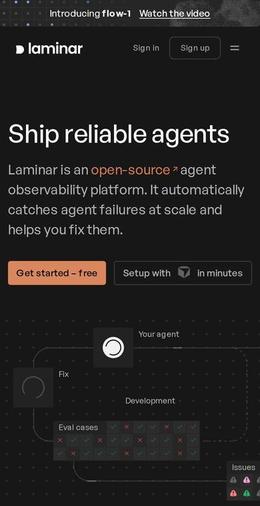 Introducing flow-1 Watch the video
laminar
Sign in
Sign up
Ship reliable agents
Laminar is an open-source ↗ agent
observability platform. It automatically
catches agent failures at scale and
helps you fix them.
Get started – free
Setup with in minutes
Your agent
Fix
Development
Eval cases
Issues